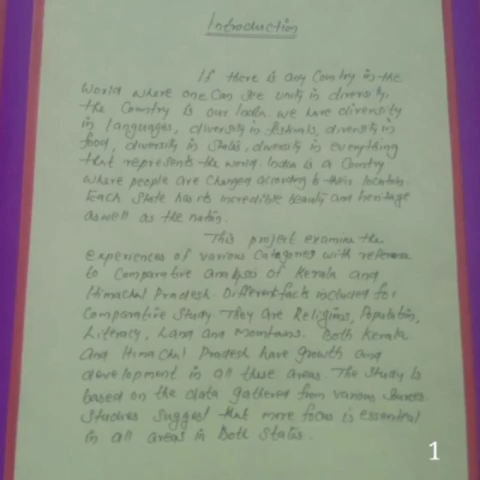 Introduction
If there is any Country in the
World where one can see unity in diversity,
the Country is our India. we have diversity
in languages, diversity in festivals, diversity in
food, diversity in states, diversity in everything
that represents the world. India is a Country
where people are changed according to their location.
Each state has its incredible beauty and heritage
aswell as the nation.
This project examine the
experiences of various Catagories with reference
to Comparative analysis of Kerala and
Himachal Pradesh. Different facts included for
Comparative study. They are Religions, Population,
Literacy, Land and Mountains. Both Kerala
and Himachal Pradesh have growth and
development in all these areas. The study is
based on the data gathered from various sources.
Studies suggest that more focus is essential
in all areas in Both States.
1